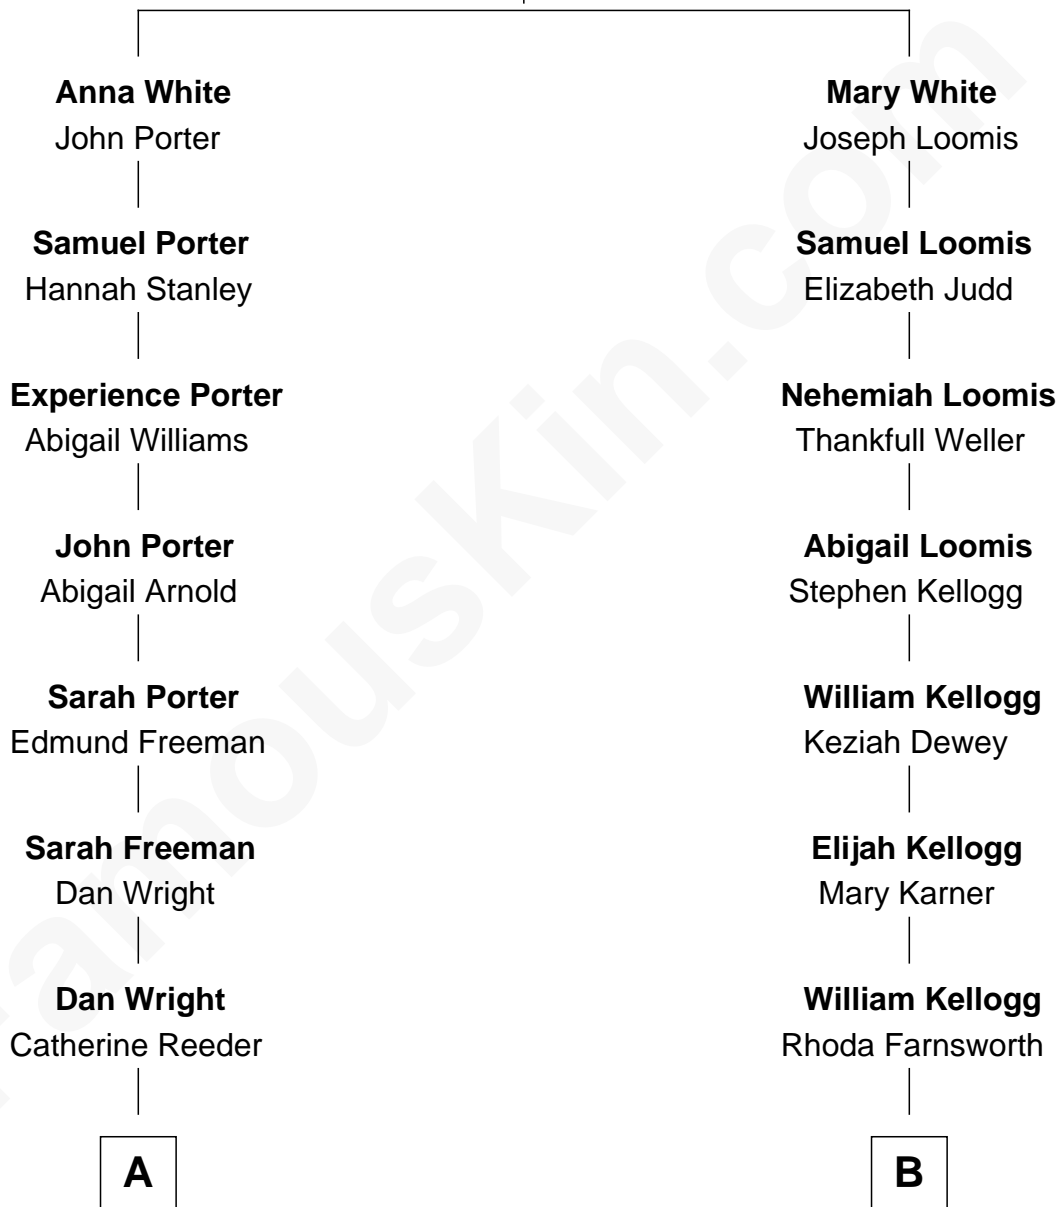 Anna White
John Porter
Mary White
Joseph Loomis
Samuel Porter
Hannah Stanley
Samuel Loomis
Elizabeth Judd
Experience Porter
Abigail Williams
Nehemiah Loomis
Thankfull Weller
John Porter
Abigail Arnold
Abigail Loomis
Stephen Kellogg
Sarah Porter
Edmund Freeman
William Kellogg
Keziah Dewey
Sarah Freeman
Dan Wright
Elijah Kellogg
Mary Karner
Dan Wright
Catherine Reeder
William Kellogg
Rhoda Farnsworth
A
B
FamousKin.com